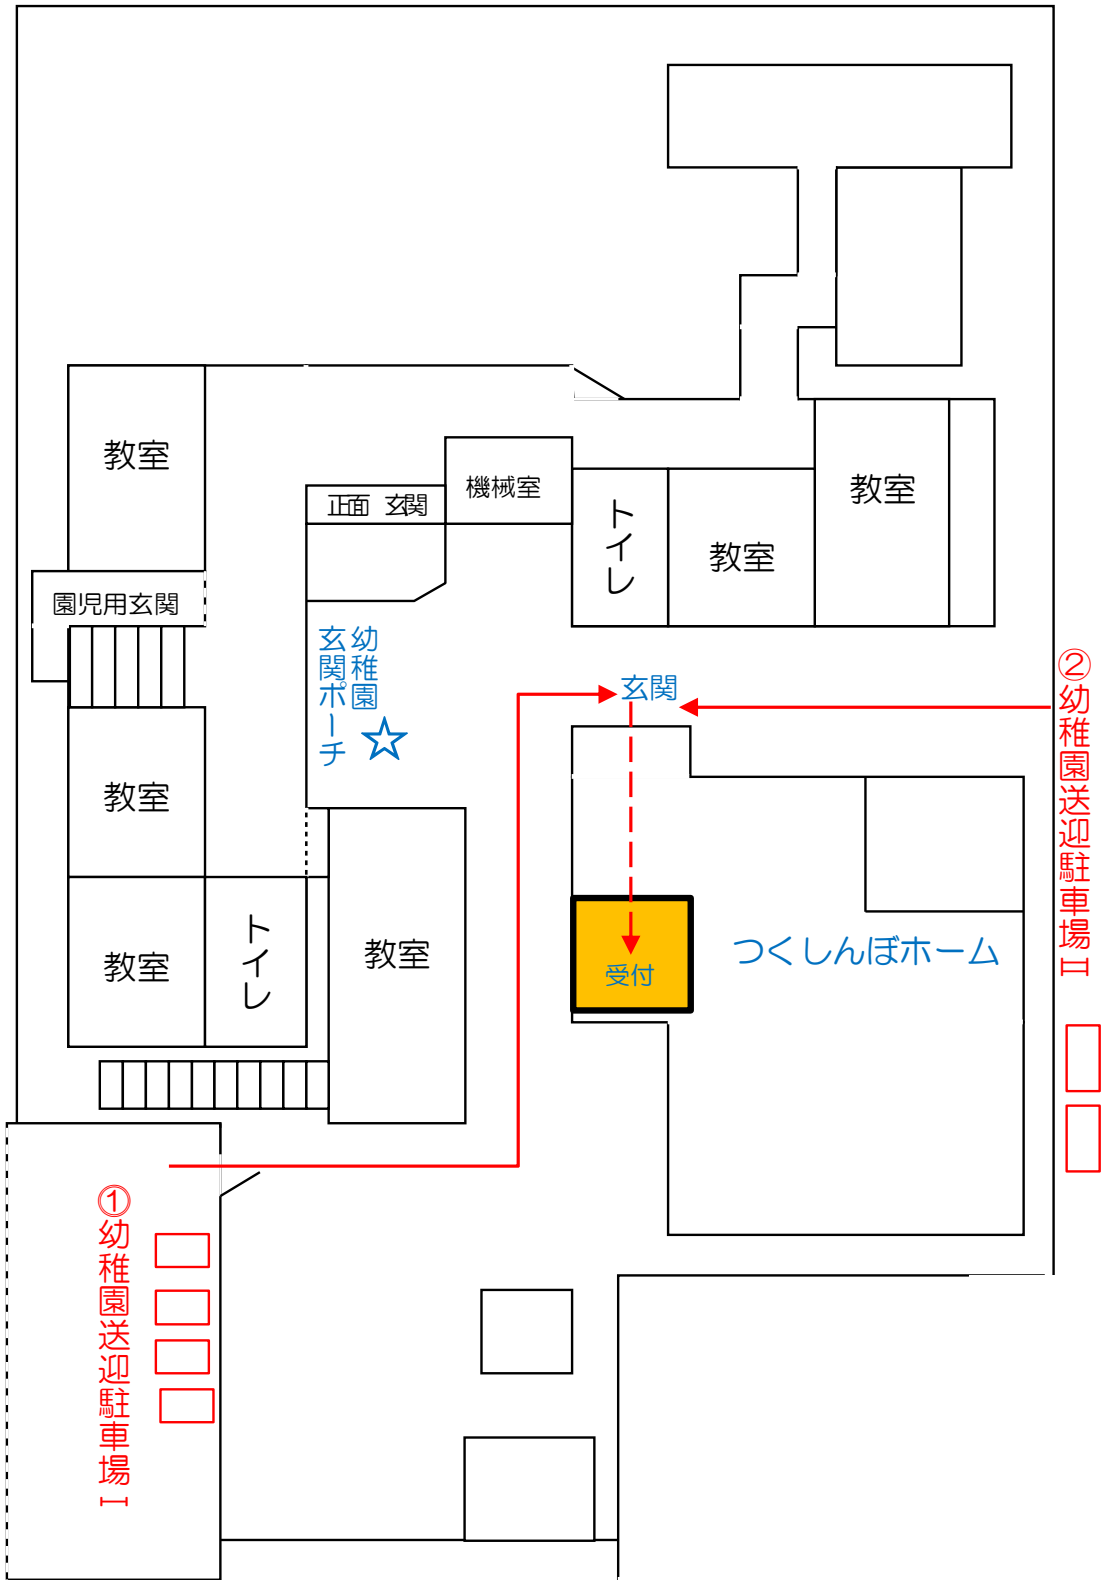 教室
機械室
正面 玄関
トイレ
教室
教室
園児用玄関
幼稚園
玄関ポーチ
☆
玄関
②幼稚園送迎駐車場Ⅱ
教室
教室
トイレ
教室
受付
つくしんぼホーム
①幼稚園送迎駐車場Ⅰ